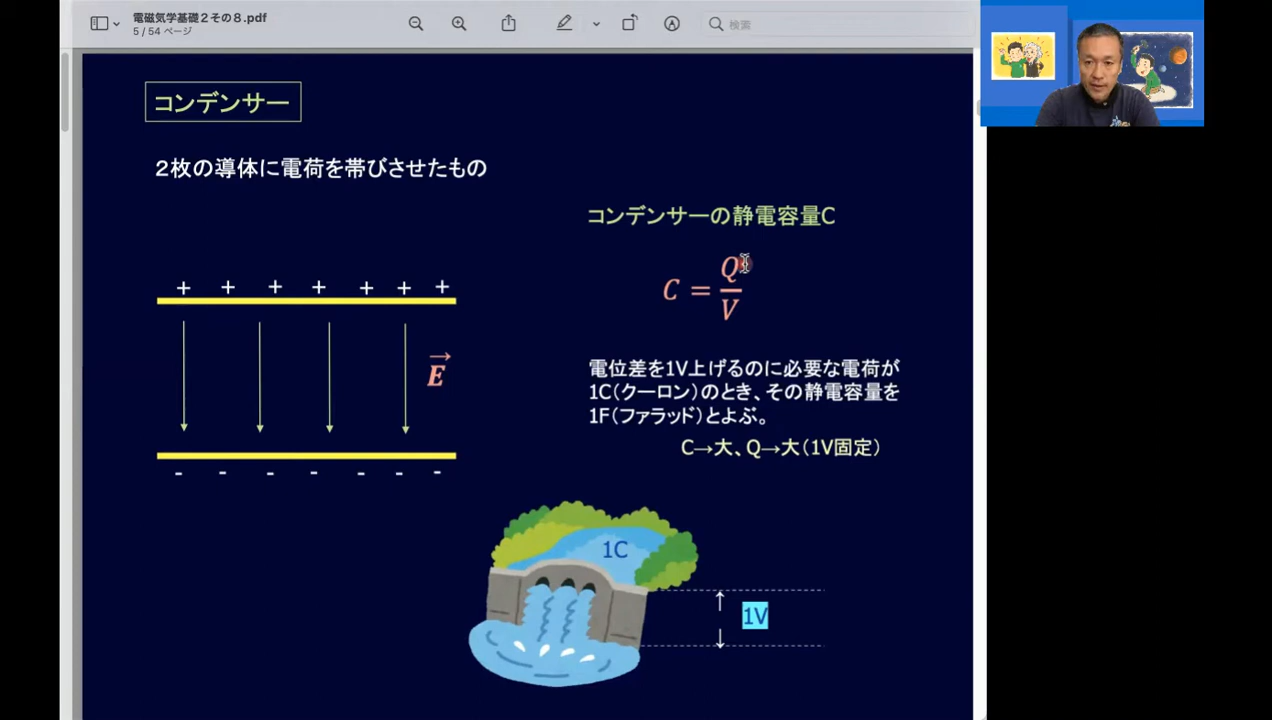 電磁気学基礎2その8.pdf
5 / 54 ページ
検索
コンデンサー
2枚の導体に電荷を帯びさせたもの
コンデンサーの静電容量C
C = Q/V
+ + + + + + +
E
- - - - - - -
電位差を1V上げるのに必要な電荷が
1C(クーロン)のとき、その静電容量を
1F(ファラッド)とよぶ。
C→大、Q→大(1V固定)
1C
1V